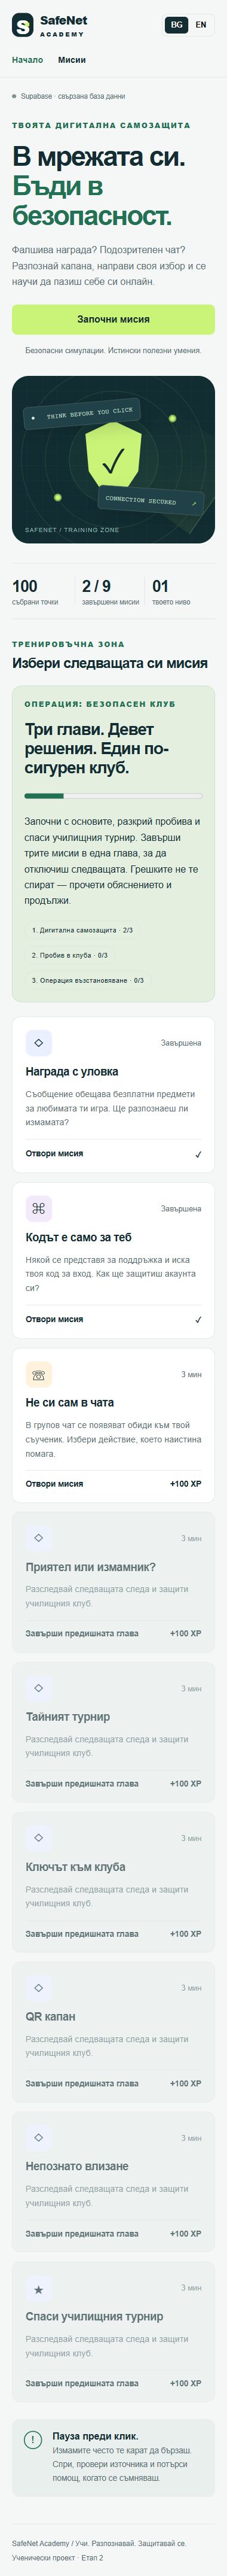 SafeNet
ACADEMY
BG EN
Начало Мисии
Supabase · свързана база данни
ТВОЯТА ДИГИТАЛНА САМОЗАЩИТА
В мрежата си.
Бъди в
безопасност.
Фалшива награда? Подозрителен чат?
Разпознай капана, направи своя избор и се
научи да пазиш себе си онлайн.
Започни мисия
Безопасни симулации. Истински полезни умения.
THINK BEFORE YOU CLICK
✓
CONNECTION SECURED ↗
SAFENET / TRAINING ZONE
100 2 / 9 01
събрани точки завършени мисии твоето ниво
ТРЕНИРОВЪЧНА ЗОНА
Избери следващата си мисия
ОПЕРАЦИЯ: БЕЗОПАСЕН КЛУБ
Три глави. Девет
решения. Един по-
сигурен клуб.
Започни с основите, разкрий пробива и
спаси училищния турнир. Завърши
трите мисии в една глава, за да
отключиш следващата. Грешките не те
спират — прочети обяснението и
продължи.
1. Дигитална самозащита · 2/3
2. Пробив в клуба · 0/3
3. Операция възстановяване · 0/3
◇ Завършена
Награда с уловка
Съобщение обещава безплатни предмети
за любимата ти игра. Ще разпознаеш ли
измамата?
Отвори мисия ✓
⌘ Завършена
Кодът е само за теб
Някой се представя за поддръжка и иска
твоя код за вход. Как ще защитиш акаунта
си?
Отвори мисия ✓
☏ 3 мин
Не си сам в чата
В групов чат се появяват обиди към твой
съученик. Избери действие, което наистина
помага.
Отвори мисия +100 XP
◇ 3 мин
Приятел или измамник?
Разследвай следващата следа и защити
училищния клуб.
Завърши предишната глава +100 XP
◇ 3 мин
Тайният турнир
Разследвай следващата следа и защити
училищния клуб.
Завърши предишната глава +100 XP
◇ 3 мин
Ключът към клуба
Разследвай следващата следа и защити
училищния клуб.
Завърши предишната глава +100 XP
◇ 3 мин
QR капан
Разследвай следващата следа и защити
училищния клуб.
Завърши предишната глава +100 XP
◇ 3 мин
Непознато влизане
Разследвай следващата следа и защити
училищния клуб.
Завърши предишната глава +100 XP
★ 3 мин
Спаси училищния турнир
Разследвай следващата следа и защити
училищния клуб.
Завърши предишната глава +100 XP
! Пауза преди клик.
Измамите често те карат да бързаш.
Спри, провери източника и потърси
помощ, когато се съмняваш.
SafeNet Academy / Учи. Разпознавай. Защитавай се.
Ученически проект · Етап 2